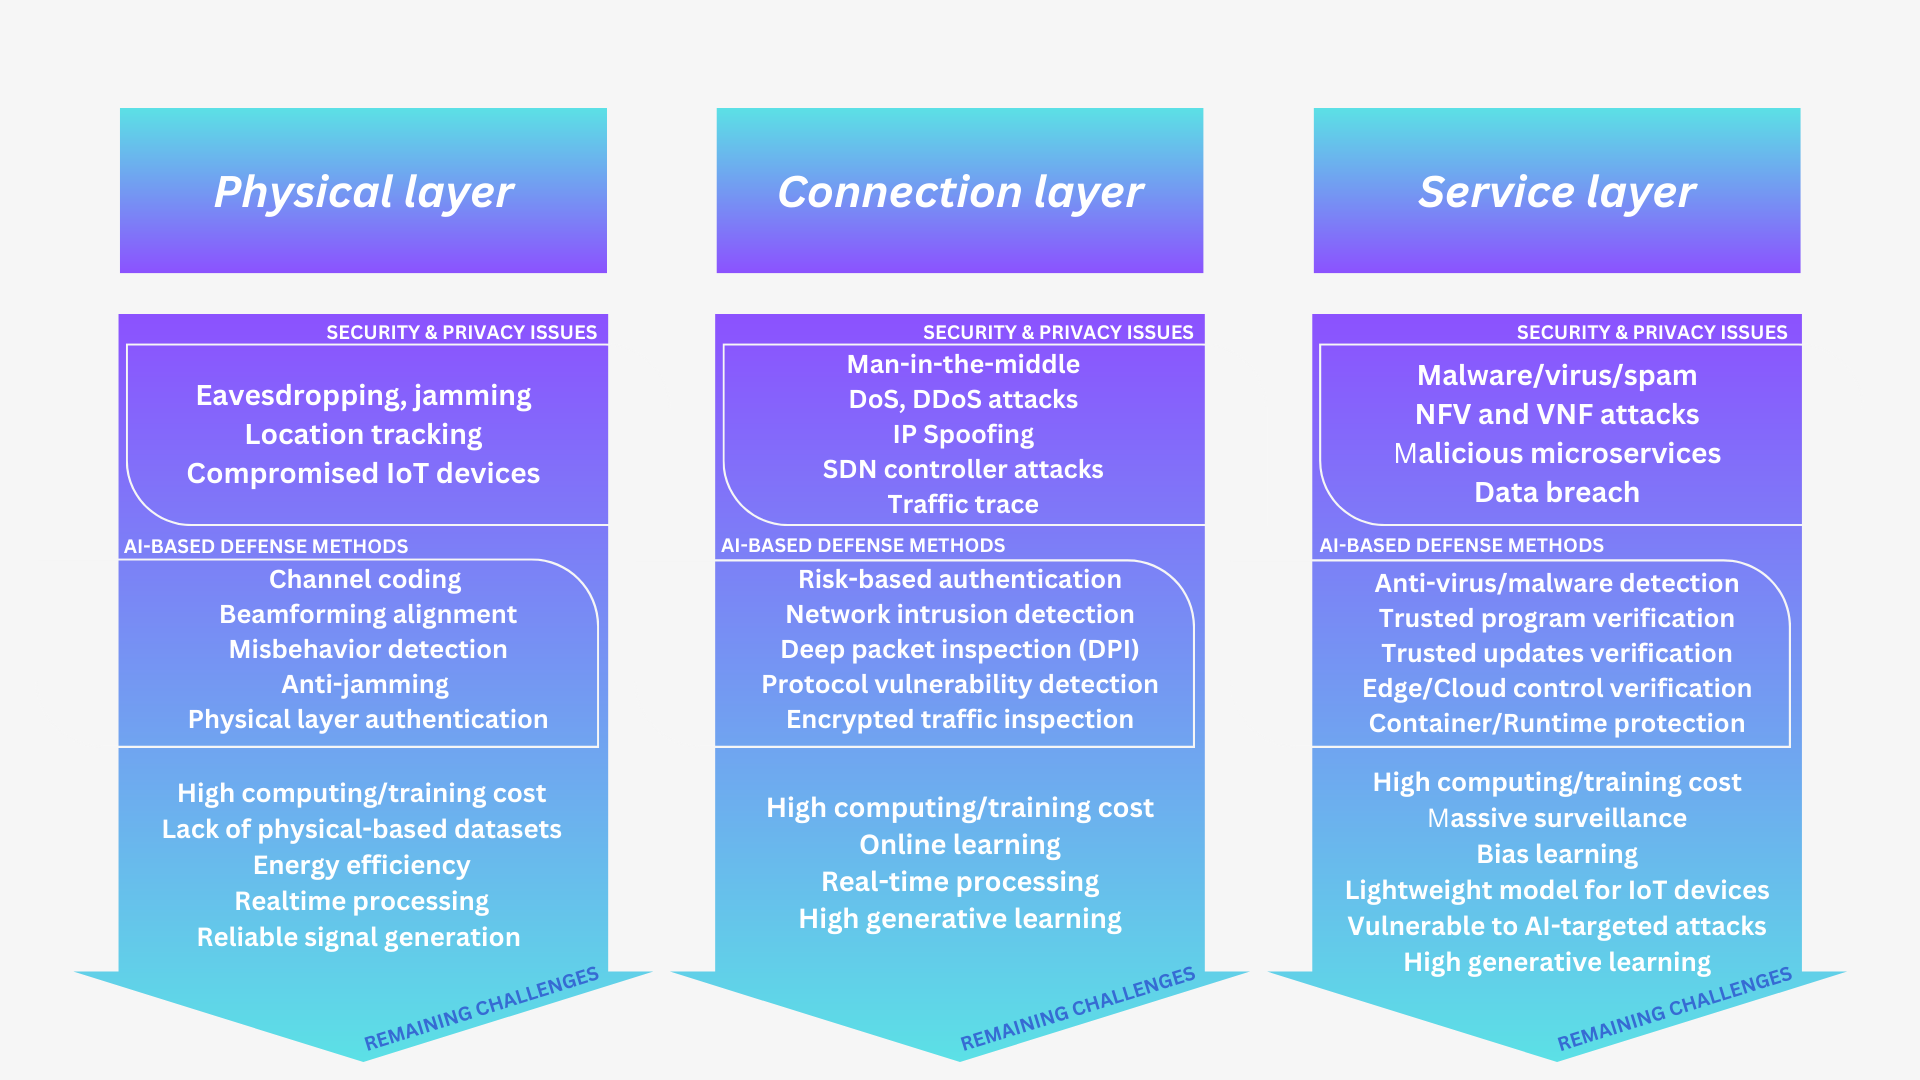 Physical layer
SECURITY & PRIVACY ISSUES
Eavesdropping, jamming
Location tracking
Compromised IoT devices
AI-BASED DEFENSE METHODS
Channel coding
Beamforming alignment
Misbehavior detection
Anti-jamming
Physical layer authentication
High computing/training cost
Lack of physical-based datasets
Energy efficiency
Realtime processing
Reliable signal generation
REMAINING CHALLENGES
Connection layer
SECURITY & PRIVACY ISSUES
Man-in-the-middle
DoS, DDoS attacks
IP Spoofing
SDN controller attacks
Traffic trace
AI-BASED DEFENSE METHODS
Risk-based authentication
Network intrusion detection
Deep packet inspection (DPI)
Protocol vulnerability detection
Encrypted traffic inspection
High computing/training cost
Online learning
Real-time processing
High generative learning
REMAINING CHALLENGES
Service layer
SECURITY & PRIVACY ISSUES
Malware/virus/spam
NFV and VNF attacks
Malicious microservices
Data breach
AI-BASED DEFENSE METHODS
Anti-virus/malware detection
Trusted program verification
Trusted updates verification
Edge/Cloud control verification
Container/Runtime protection
High computing/training cost
Massive surveillance
Bias learning
Lightweight model for IoT devices
Vulnerable to AI-targeted attacks
High generative learning
REMAINING CHALLENGES